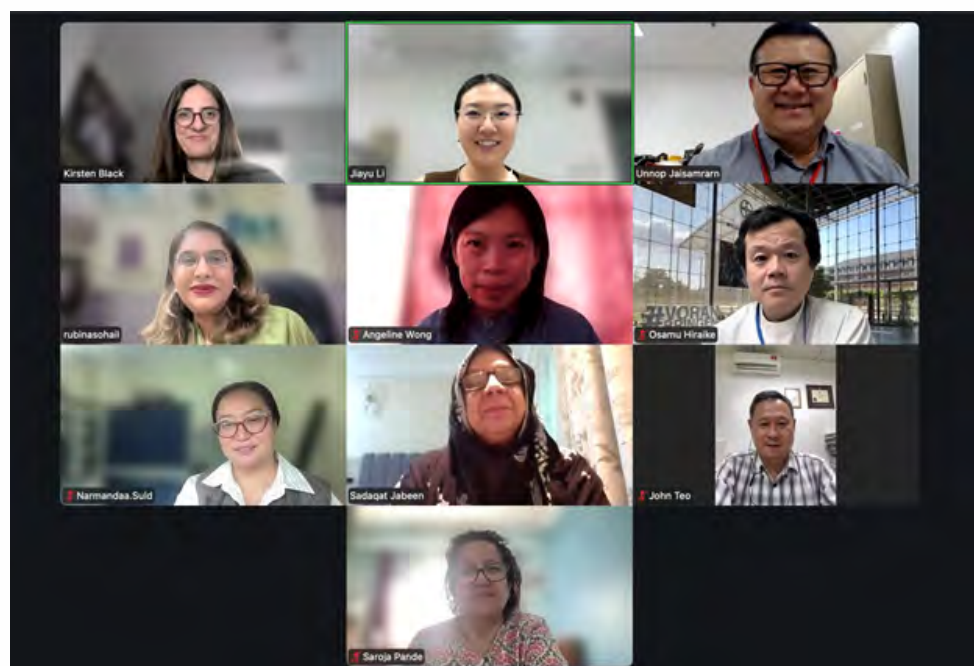 Kirsten Black
Jiayu Li
Unnop Jaisamrarn
rubinasohail
Angeline Wong
Osamu Hiraike
Narmandaa.Suld
Sadaqat Jabeen
John Teo
Saroja Pande